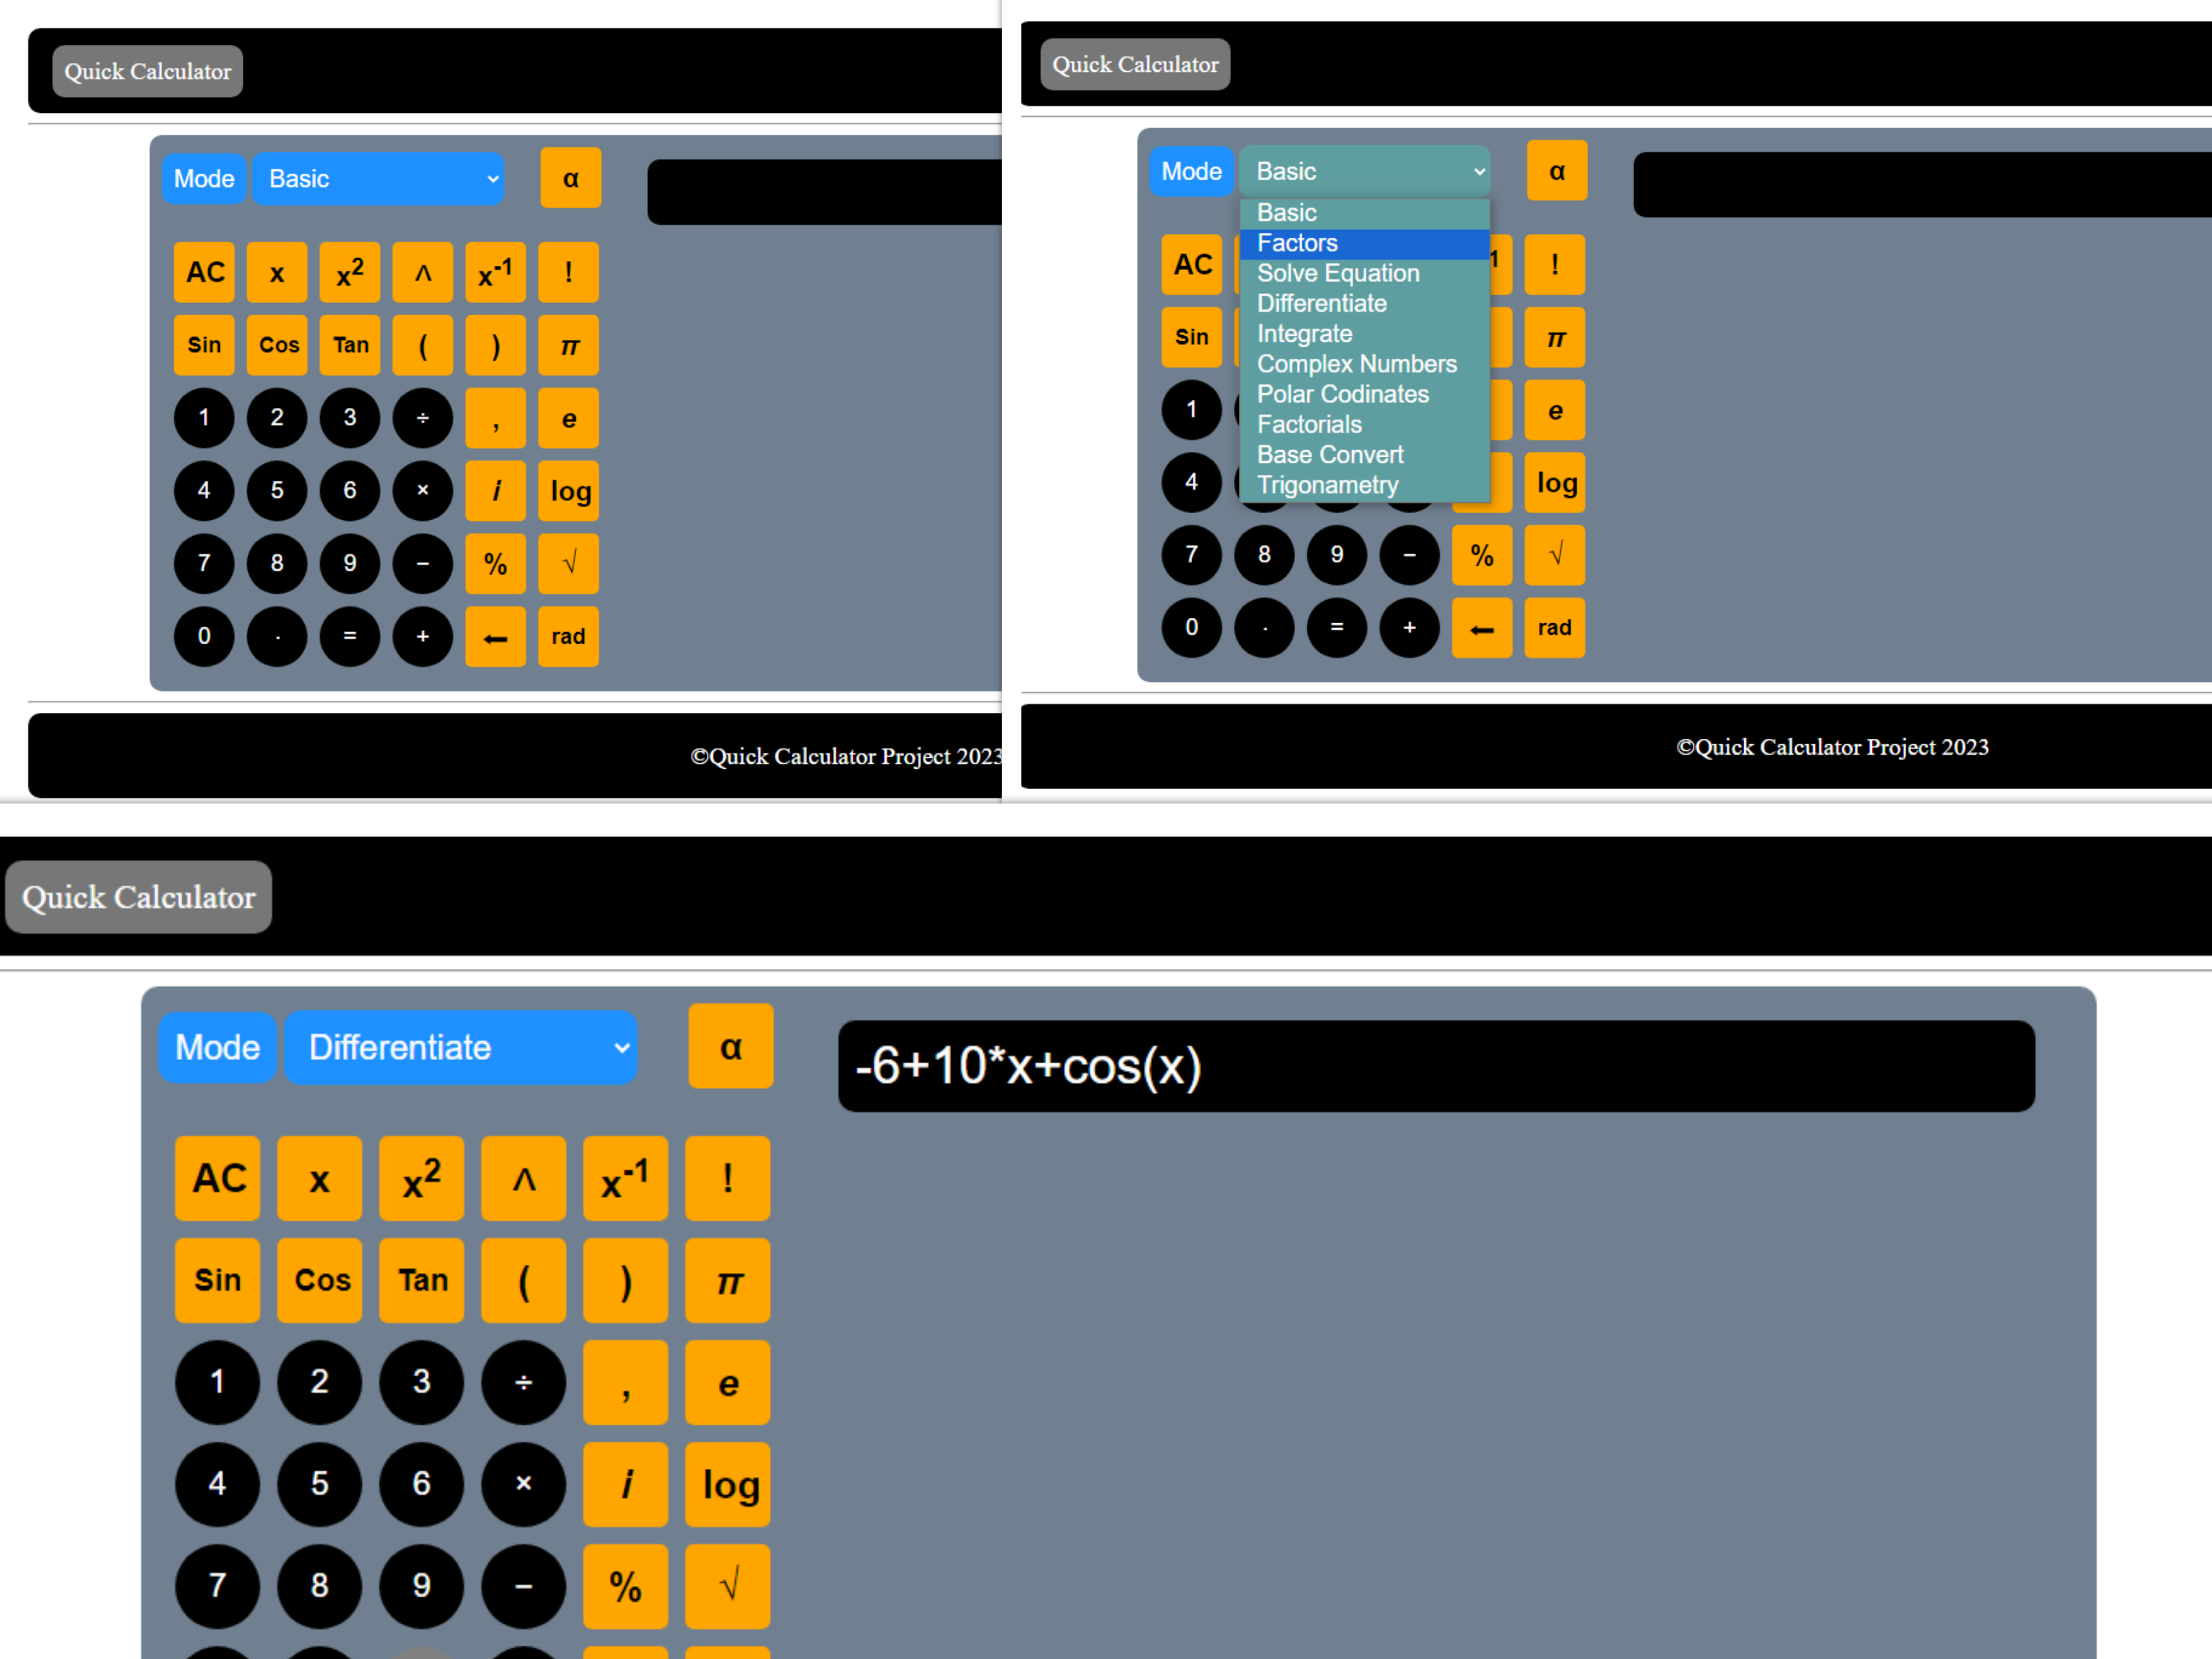 Quick Calculator
Mode Basic α
AC x x² ^ x⁻¹ !
Sin Cos Tan ( ) π
1 2 3 ÷ , e
4 5 6 × i log
7 8 9 − % √
0 . = + ← rad
©Quick Calculator Project 2023
Quick Calculator
Mode Basic α
Basic
Factors
Solve Equation
Differentiate
Integrate
Complex Numbers
Polar Codinates
Factorials
Base Convert
Trigonametry
AC 1 !
Sin π
1 e
4 log
7 8 9 − % √
0 . = + ← rad
©Quick Calculator Project 2023
Quick Calculator
Mode Differentiate α
-6+10*x+cos(x)
AC x x² ^ x⁻¹ !
Sin Cos Tan ( ) π
1 2 3 ÷ , e
4 5 6 × i log
7 8 9 − % √